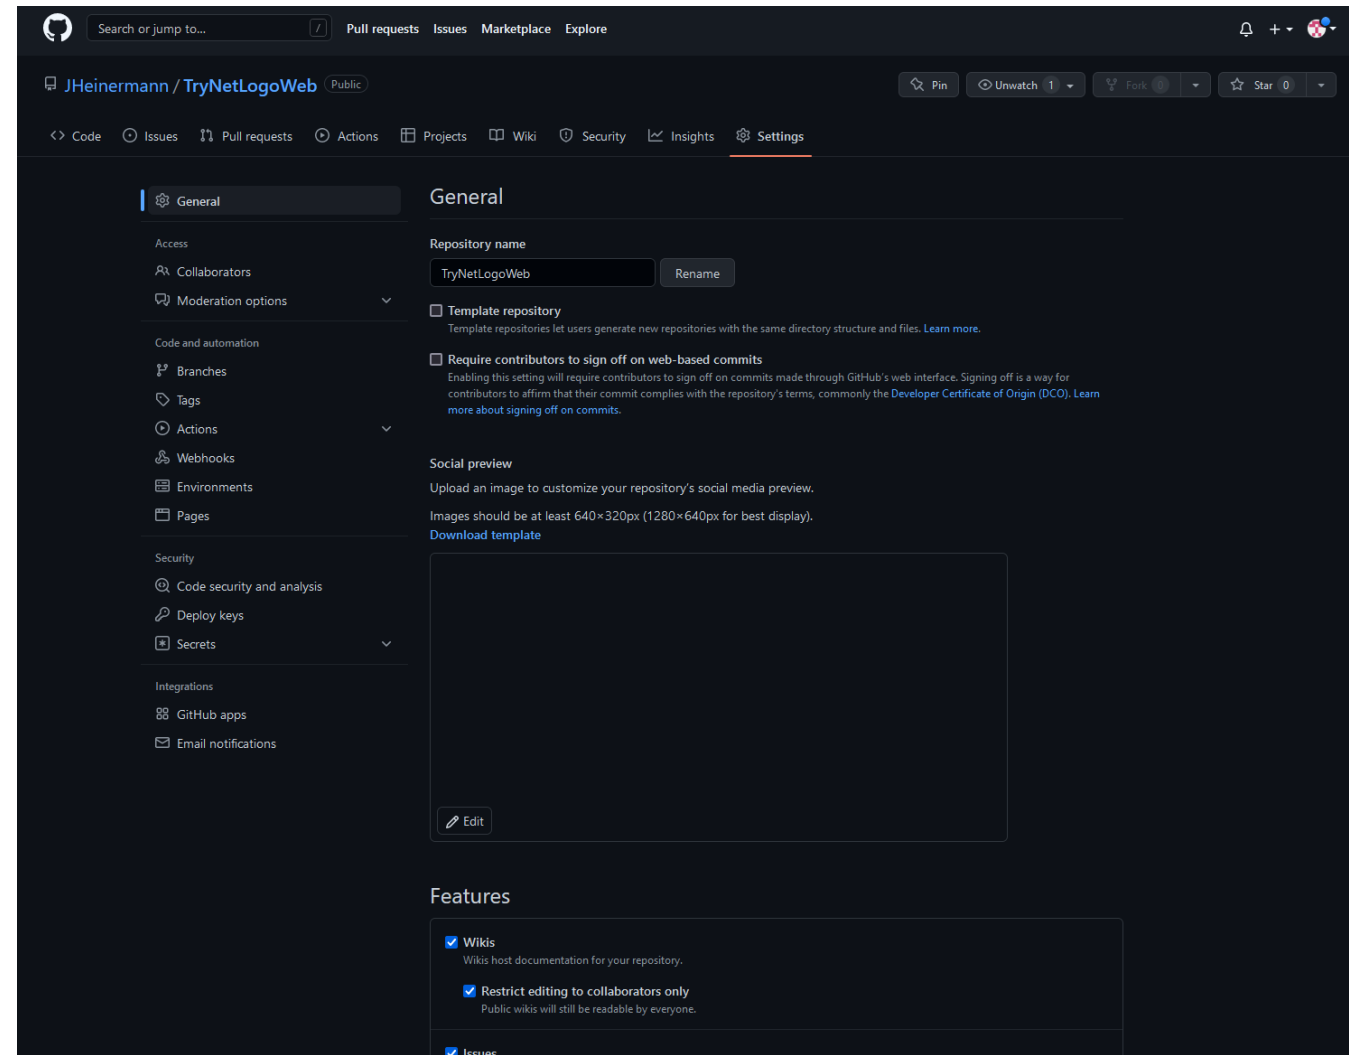 Search or jump to... / Pull requests Issues Marketplace Explore
JHeinermann / TryNetLogoWeb Public Pin Unwatch 1 Fork 0 Star 0
Code Issues Pull requests Actions Projects Wiki Security Insights Settings
General
Access
Collaborators
Moderation options
Code and automation
Branches
Tags
Actions
Webhooks
Environments
Pages
Security
Code security and analysis
Deploy keys
Secrets
Integrations
GitHub apps
Email notifications
General
Repository name
TryNetLogoWeb Rename
Template repository
Template repositories let users generate new repositories with the same directory structure and files. Learn more.
Require contributors to sign off on web-based commits
Enabling this setting will require contributors to sign off on commits made through GitHub's web interface. Signing off is a way for
contributors to affirm that their commit complies with the repository's terms, commonly the Developer Certificate of Origin (DCO). Learn
more about signing off on commits.
Social preview
Upload an image to customize your repository's social media preview.
Images should be at least 640×320px (1280×640px for best display).
Download template
Edit
Features
Wikis
Wikis host documentation for your repository.
Restrict editing to collaborators only
Public wikis will still be readable by everyone.
Issues